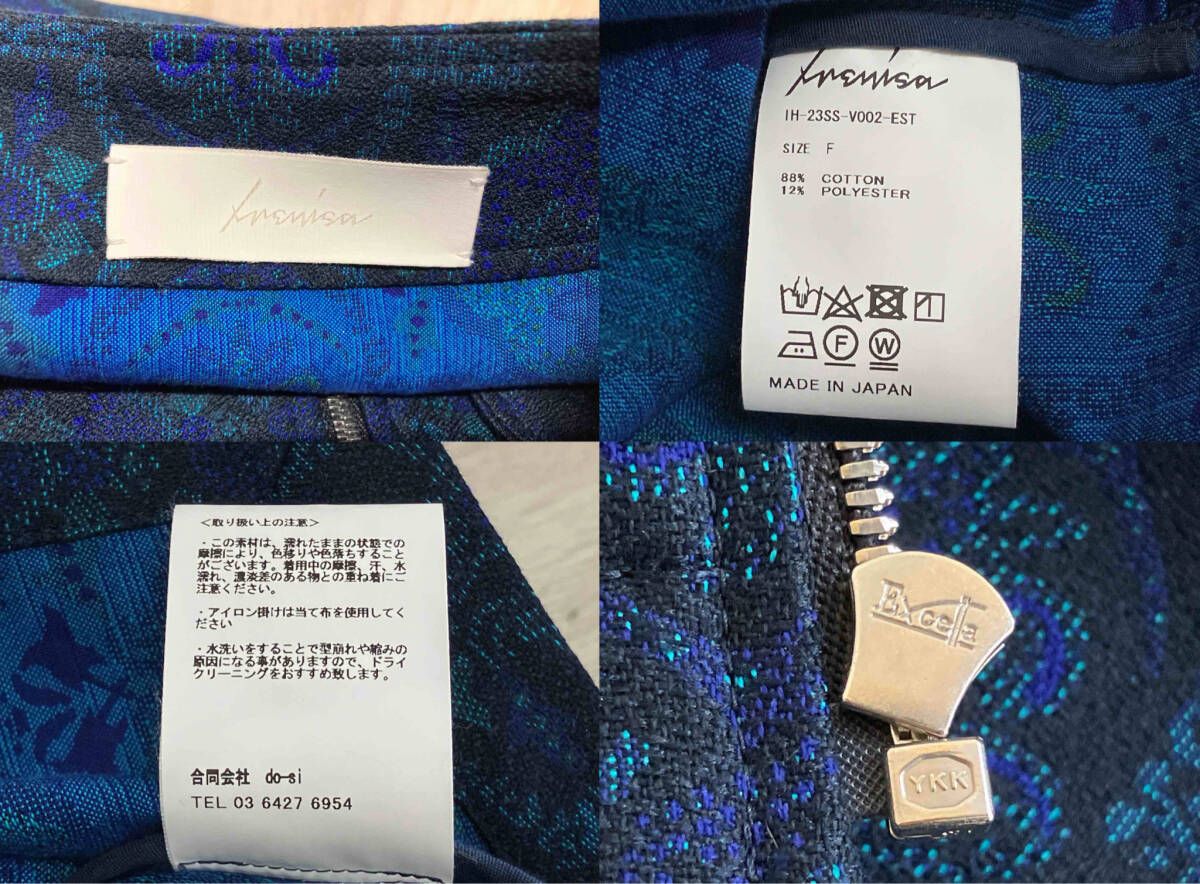 IH-23SS-V002-EST
SIZE F
88% COTTON
12% POLYESTER
F
W
MADE IN JAPAN
<取り扱い上の注意>
・この素材は、濡れたままの状態での
摩擦により、色移りや色落ちすること
がございます。着用中の摩擦、汗、水
濡れ、濃淡差のある物との重ね着にご
注意ください。
・アイロン掛けは当て布を使用してく
ださい
・水洗いをすることで型崩れや縮みの
原因になる事がありますので、ドライ
クリーニングをおすすめ致します。
合同会社 do-si
TEL 03 6427 6954
Excella
YKK